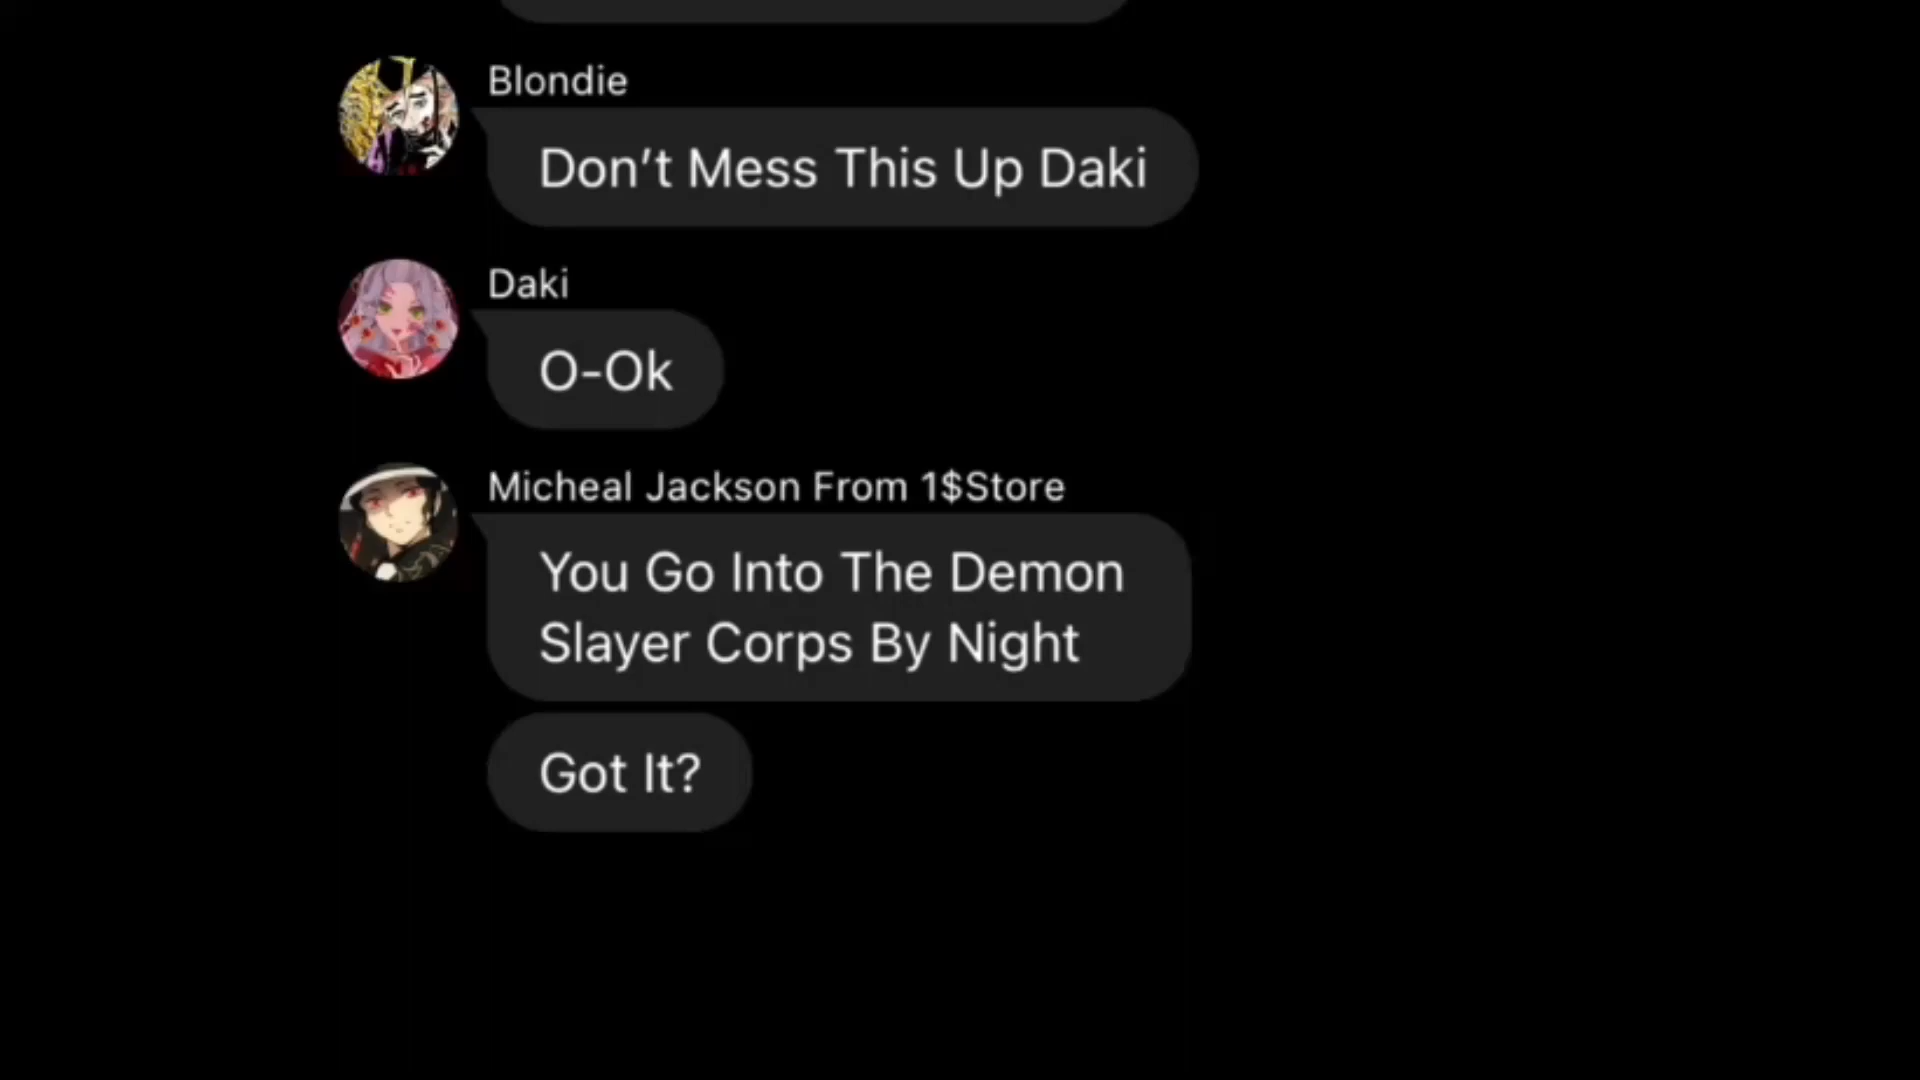 Blondie
Don’t Mess This Up Daki
Daki
O-Ok
Micheal Jackson From 1$Store
You Go Into The Demon
Slayer Corps By Night
Got It?